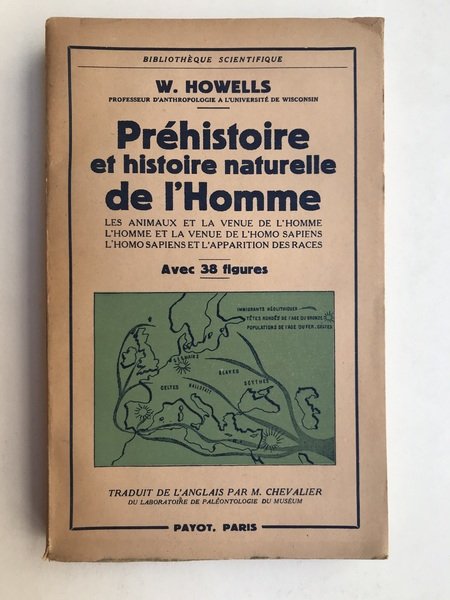 BIBLIOTHÈQUE SCIENTIFIQUE
W. HOWELLS
PROFESSEUR D'ANTHROPOLOGIE A L'UNIVERSITÉ DE WISCONSIN
Préhistoire
et histoire naturelle
de l'Homme
LES ANIMAUX ET LA VENUE DE L'HOMME
L'HOMME ET LA VENUE DE L'HOMO SAPIENS
L'HOMO SAPIENS ET L'APPARITION DES RACES
Avec 38 figures
IMMIGRANTS NÉOLITHIQUES
TÊTES RONDES DE L'AGE DU BRONZE
POPULATIONS DE L'AGE DU FER. CELTES
GERMAINS
SLAVES
SCYTHES
CELTES
HALLSTATT
TRADUIT DE L'ANGLAIS PAR M. CHEVALIER
DU LABORATOIRE DE PALÉONTOLOGIE DU MUSÉUM
PAYOT. PARIS